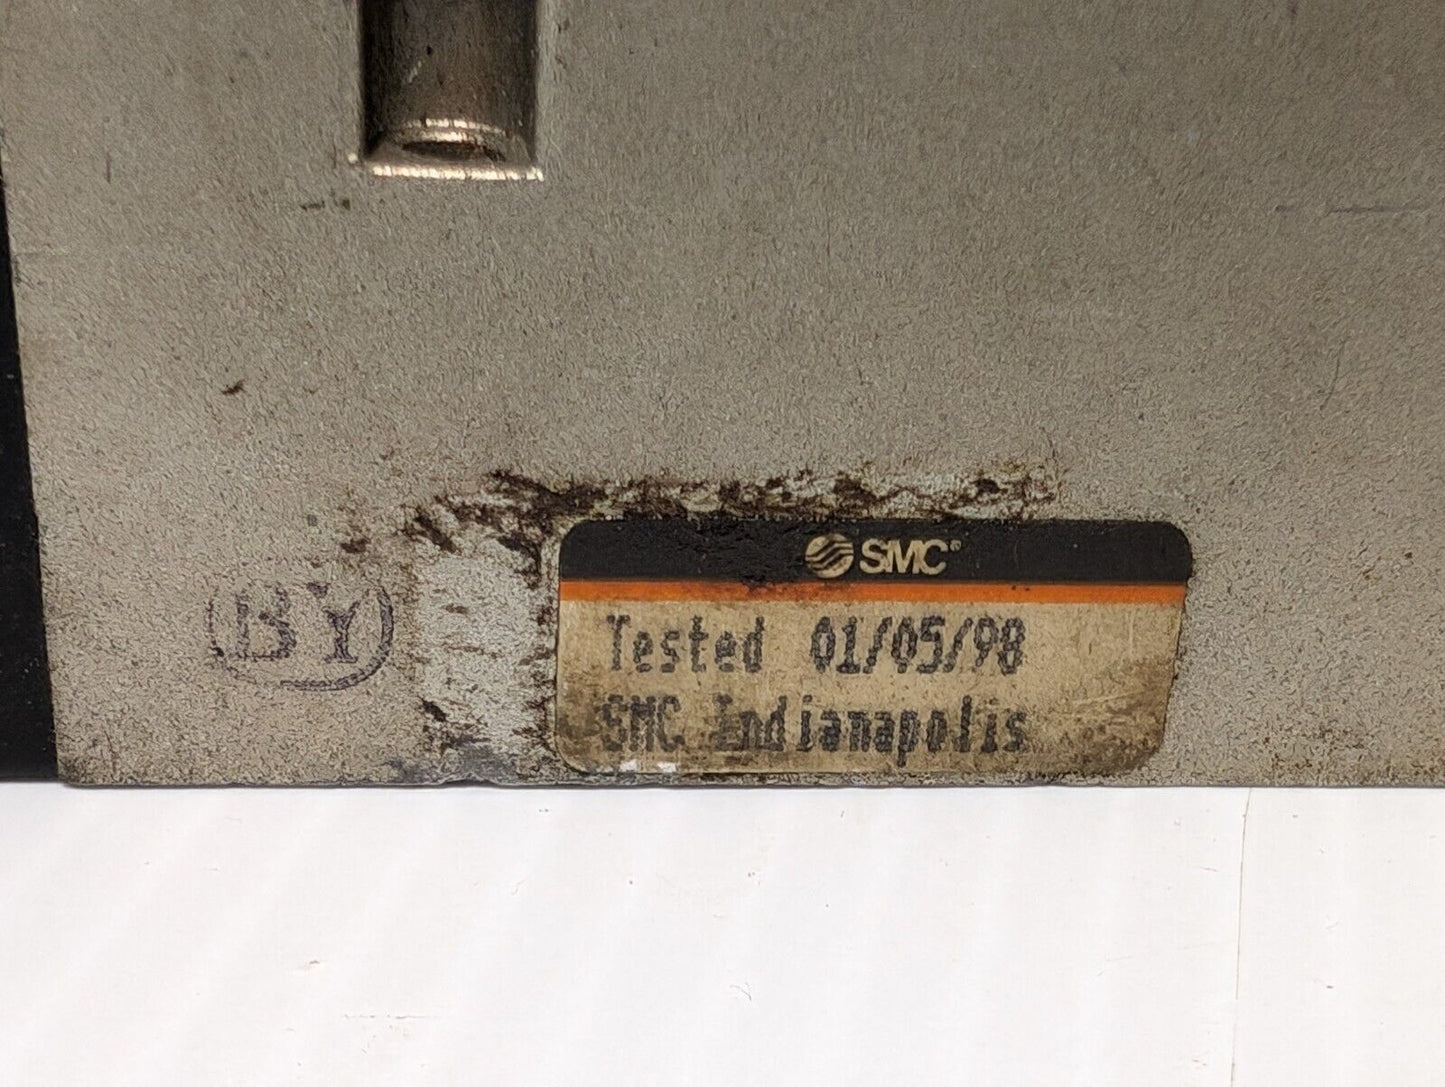 SMC®
Tested 01/05/98
SMC Indianapolis
BY